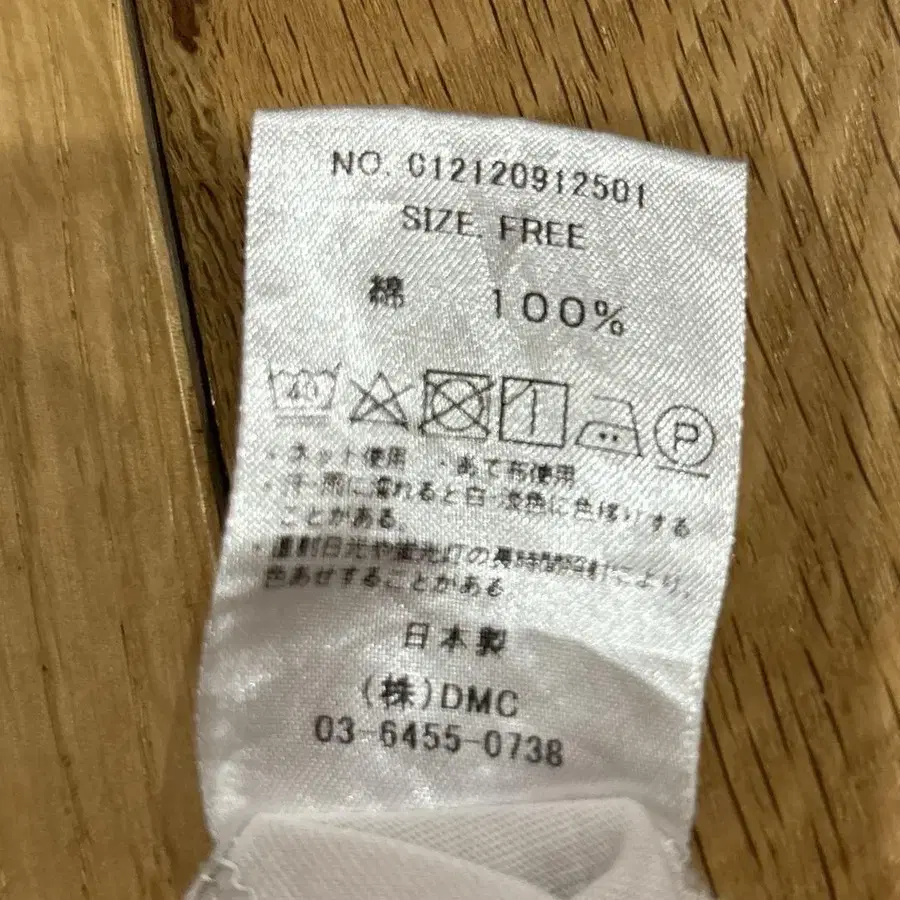 NO. G12120912501
SIZE. FREE
綿 100%
40 P
・ネット使用 ・あて布使用
・汗・雨に濡れると白・淡色に色移りする
ことがある。
・直射日光や蛍光灯の長時間照射により、
色あせすることがある
日本製
(株)DMC
03-6455-0738